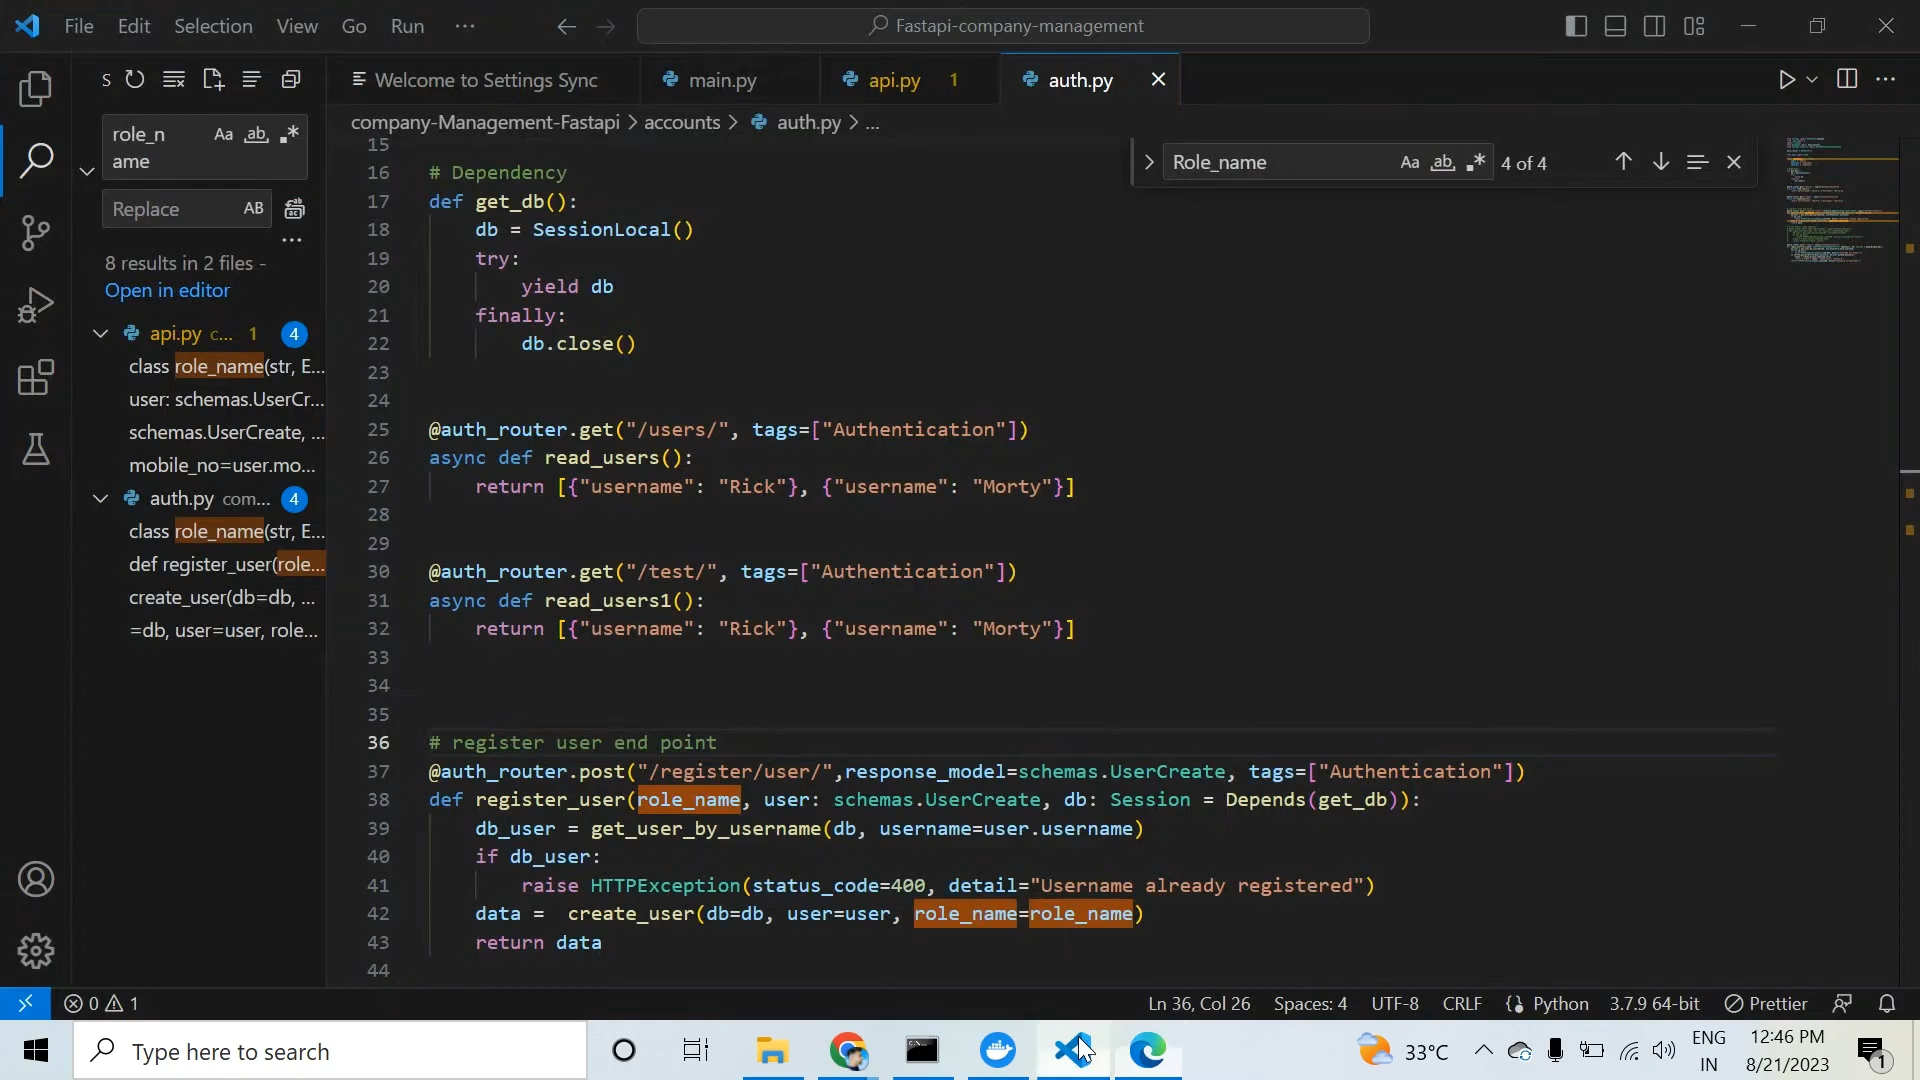 File Edit Selection View Go Run ···
Fastapi-company-management
S
Welcome to Settings Sync
main.py
api.py 1
auth.py
company-Management-Fastapi > accounts > auth.py > ...
role_n
ame
Aa ab
Replace AB
8 results in 2 files -
Open in editor
api.py c... 1 4
class role_name(str, E...
user: schemas.UserCr...
schemas.UserCreate, ...
mobile_no=user.mo...
auth.py com... 4
class role_name(str, E...
def register_user(role...
create_user(db=db, ...
=db, user=user, role...
Role_name Aa ab 4 of 4
15
16 # Dependency
17 def get_db():
18 db = SessionLocal()
19 try:
20 yield db
21 finally:
22 db.close()
23
24
25 @auth_router.get("/users/", tags=["Authentication"])
26 async def read_users():
27 return [{"username": "Rick"}, {"username": "Morty"}]
28
29
30 @auth_router.get("/test/", tags=["Authentication"])
31 async def read_users1():
32 return [{"username": "Rick"}, {"username": "Morty"}]
33
34
35
36 # register user end point
37 @auth_router.post("/register/user/",response_model=schemas.UserCreate, tags=["Authentication"])
38 def register_user(role_name, user: schemas.UserCreate, db: Session = Depends(get_db)):
39 db_user = get_user_by_username(db, username=user.username)
40 if db_user:
41 raise HTTPException(status_code=400, detail="Username already registered")
42 data =  create_user(db=db, user=user, role_name=role_name)
43 return data
44
0 1
Ln 36, Col 26 Spaces: 4 UTF-8 CRLF Python 3.7.9 64-bit Prettier
Type here to search
33°C
ENG
IN
12:46 PM
8/21/2023
1